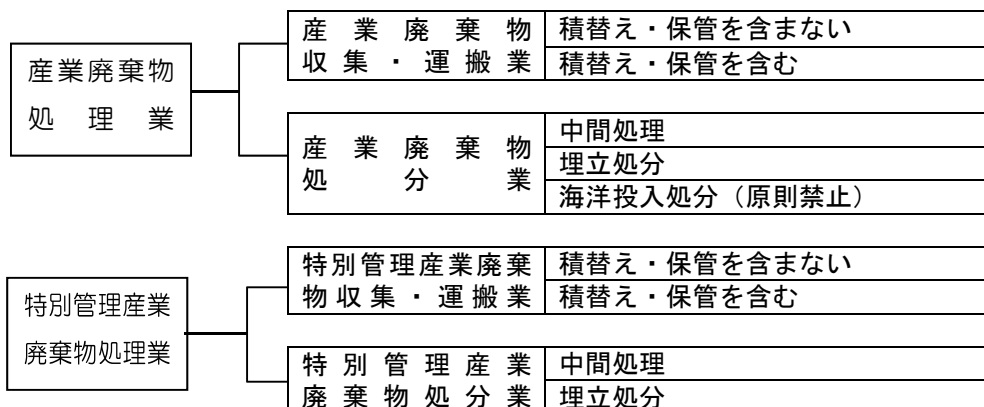 産業廃棄物
処理業
産業廃棄物
収集・運搬業
積替え・保管を含まない
積替え・保管を含む
産業廃棄物
処分業
中間処理
埋立処分
海洋投入処分（原則禁止）
特別管理産業
廃棄物処理業
特別管理産業廃棄
物収集・運搬業
積替え・保管を含まない
積替え・保管を含む
特別管理産業
廃棄物処分業
中間処理
埋立処分